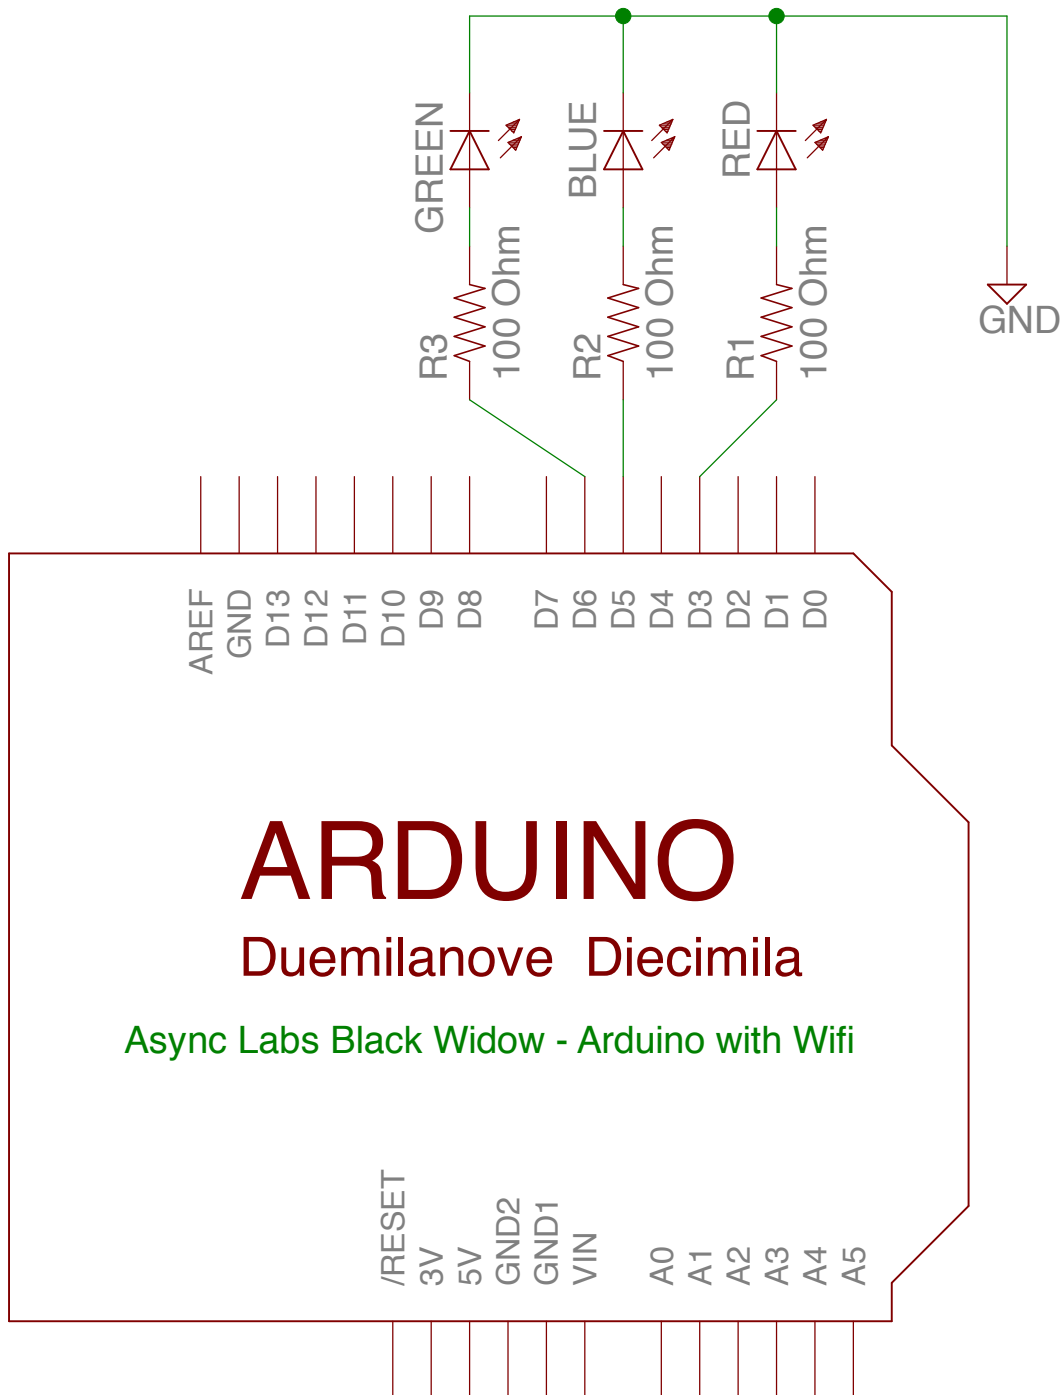 GREEN
BLUE
RED
R3
100 Ohm
R2
100 Ohm
R1
100 Ohm
GND
AREF
GND
D13
D12
D11
D10
D9
D8
D7
D6
D5
D4
D3
D2
D1
D0
ARDUINO
Duemilanove Diecimila
Async Labs Black Widow - Arduino with Wifi
/RESET
3V
5V
GND2
GND1
VIN
A0
A1
A2
A3
A4
A5